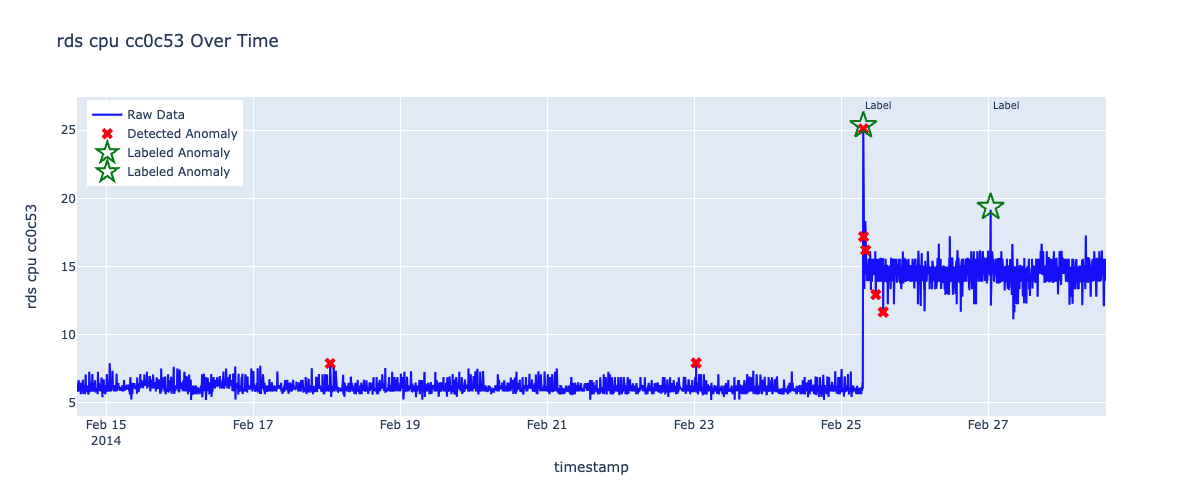 rds cpu cc0c53 Over Time
Raw Data
Detected Anomaly
Labeled Anomaly
Labeled Anomaly
Label
Label
25
20
15
10
5
rds cpu cc0c53
Feb 15
2014
Feb 17
Feb 19
Feb 21
Feb 23
Feb 25
Feb 27
timestamp